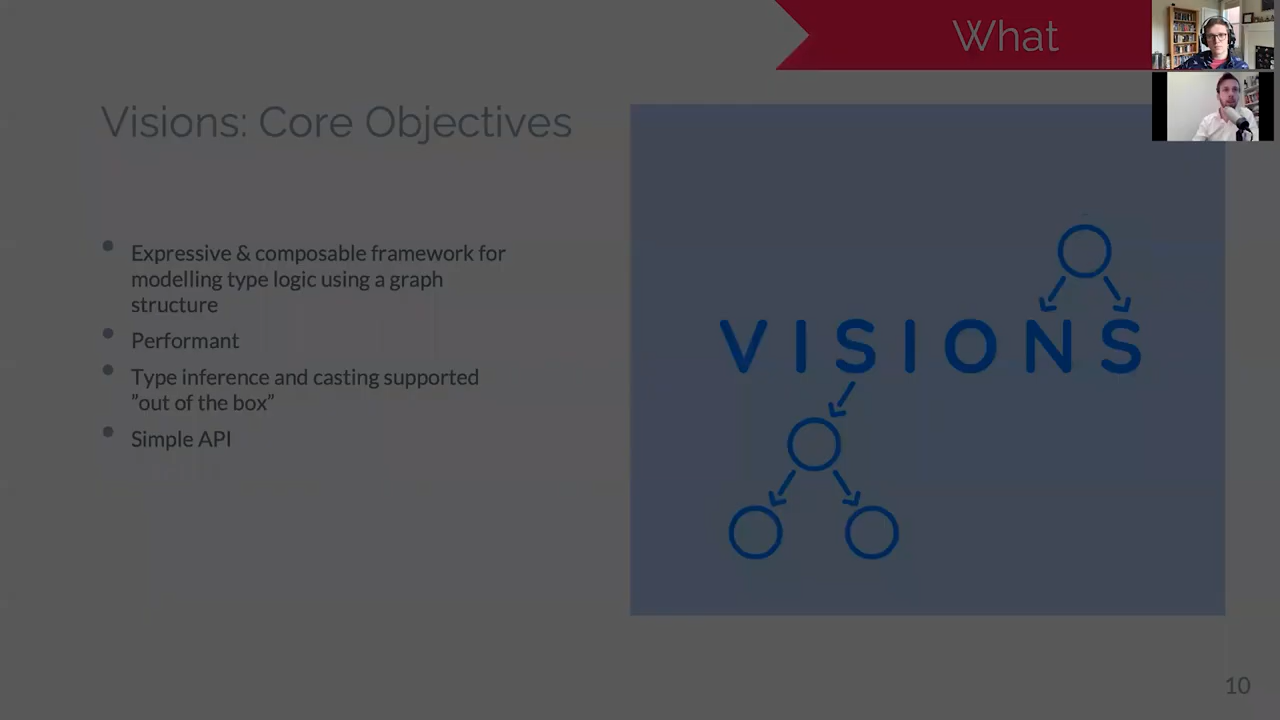 What
Visions: Core Objectives
Expressive & composable framework for
modelling type logic using a graph
structure
Performant
Type inference and casting supported
”out of the box”
Simple API
VISIONS
10